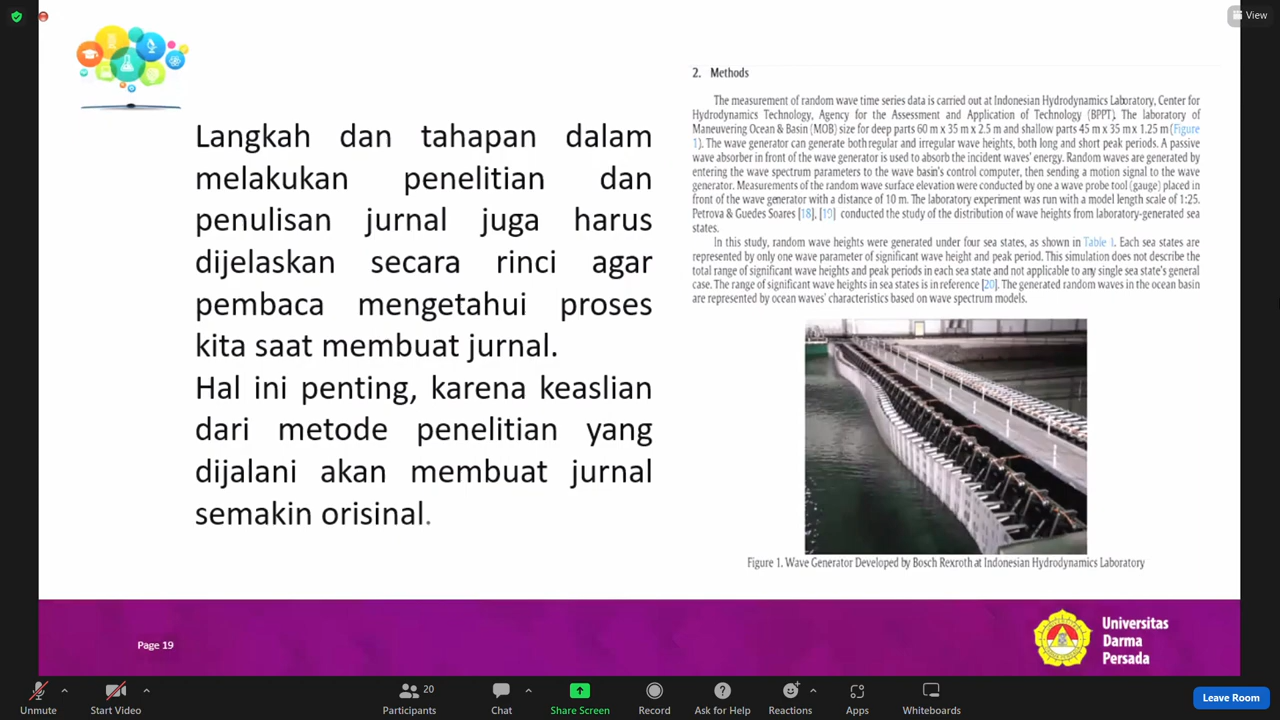 View
Langkah dan tahapan dalam
melakukan penelitian dan
penulisan jurnal juga harus
dijelaskan secara rinci agar
pembaca mengetahui proses
kita saat membuat jurnal.
Hal ini penting, karena keaslian
dari metode penelitian yang
dijalani akan membuat jurnal
semakin orisinal.
2. Methods
The measurement of random wave time series data is carried out at Indonesian Hydrodynamics Laboratory, Center for
Hydrodynamics Technology, Agency for the Assessment and Application of Technology (BPPT). The laboratory of
Maneuvering Ocean & Basin (MOB) size for deep parts 60 m x 35 m x 2.5 m and shallow parts 45 m x 35 m x 1.25 m (Figure
1). The wave generator can generate both regular and irregular wave heights, both long and short peak periods. A passive
wave absorber in front of the wave generator is used to absorb the incident waves' energy. Random waves are generated by
entering the wave spectrum parameters to the wave basin's control computer, then sending a motion signal to the wave
generator. Measurements of the random wave surface elevation were conducted by one a wave probe tool (gauge) placed in
front of the wave generator with a distance of 10 m. The laboratory experiment was run with a model length scale of 1:25.
Petrova & Guedes Soares [18], [19] conducted the study of the distribution of wave heights from laboratory-generated sea
states.
In this study, random wave heights were generated under four sea states, as shown in Table 1. Each sea states are
represented by only one wave parameter of significant wave height and peak period. This simulation does not describe the
total range of significant wave heights and peak periods in each sea state and not applicable to any single sea state's general
case. The range of significant wave heights in sea states is in reference [20]. The generated random waves in the ocean basin
are represented by ocean waves' characteristics based on wave spectrum models.
Figure 1. Wave Generator Developed by Bosch Rexroth at Indonesian Hydrodynamics Laboratory
Page 19
Universitas
Darma
Persada
Unmute
Start Video
20
Participants
Chat
Share Screen
Record
Ask for Help
Reactions
Apps
Whiteboards
Leave Room